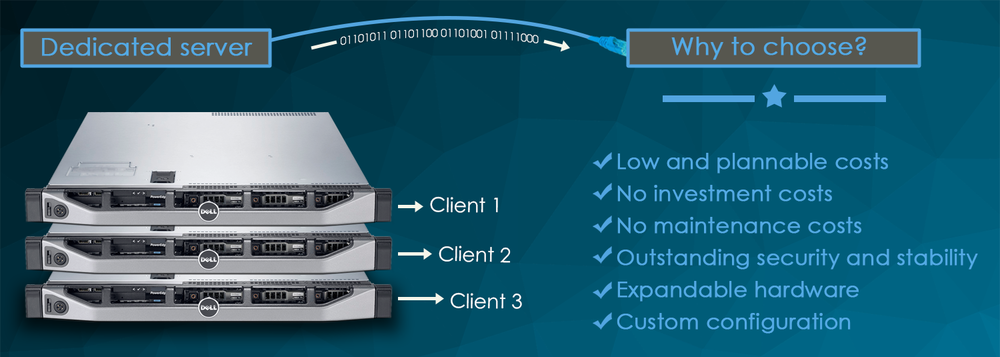 Dedicated server
01101011 01101100 01101001 01111000
Why to choose?
DELL
Client 1
DELL
Client 2
DELL
Client 3
Low and plannable costs
No investment costs
No maintenance costs
Outstanding security and stability
Expandable hardware
Custom configuration